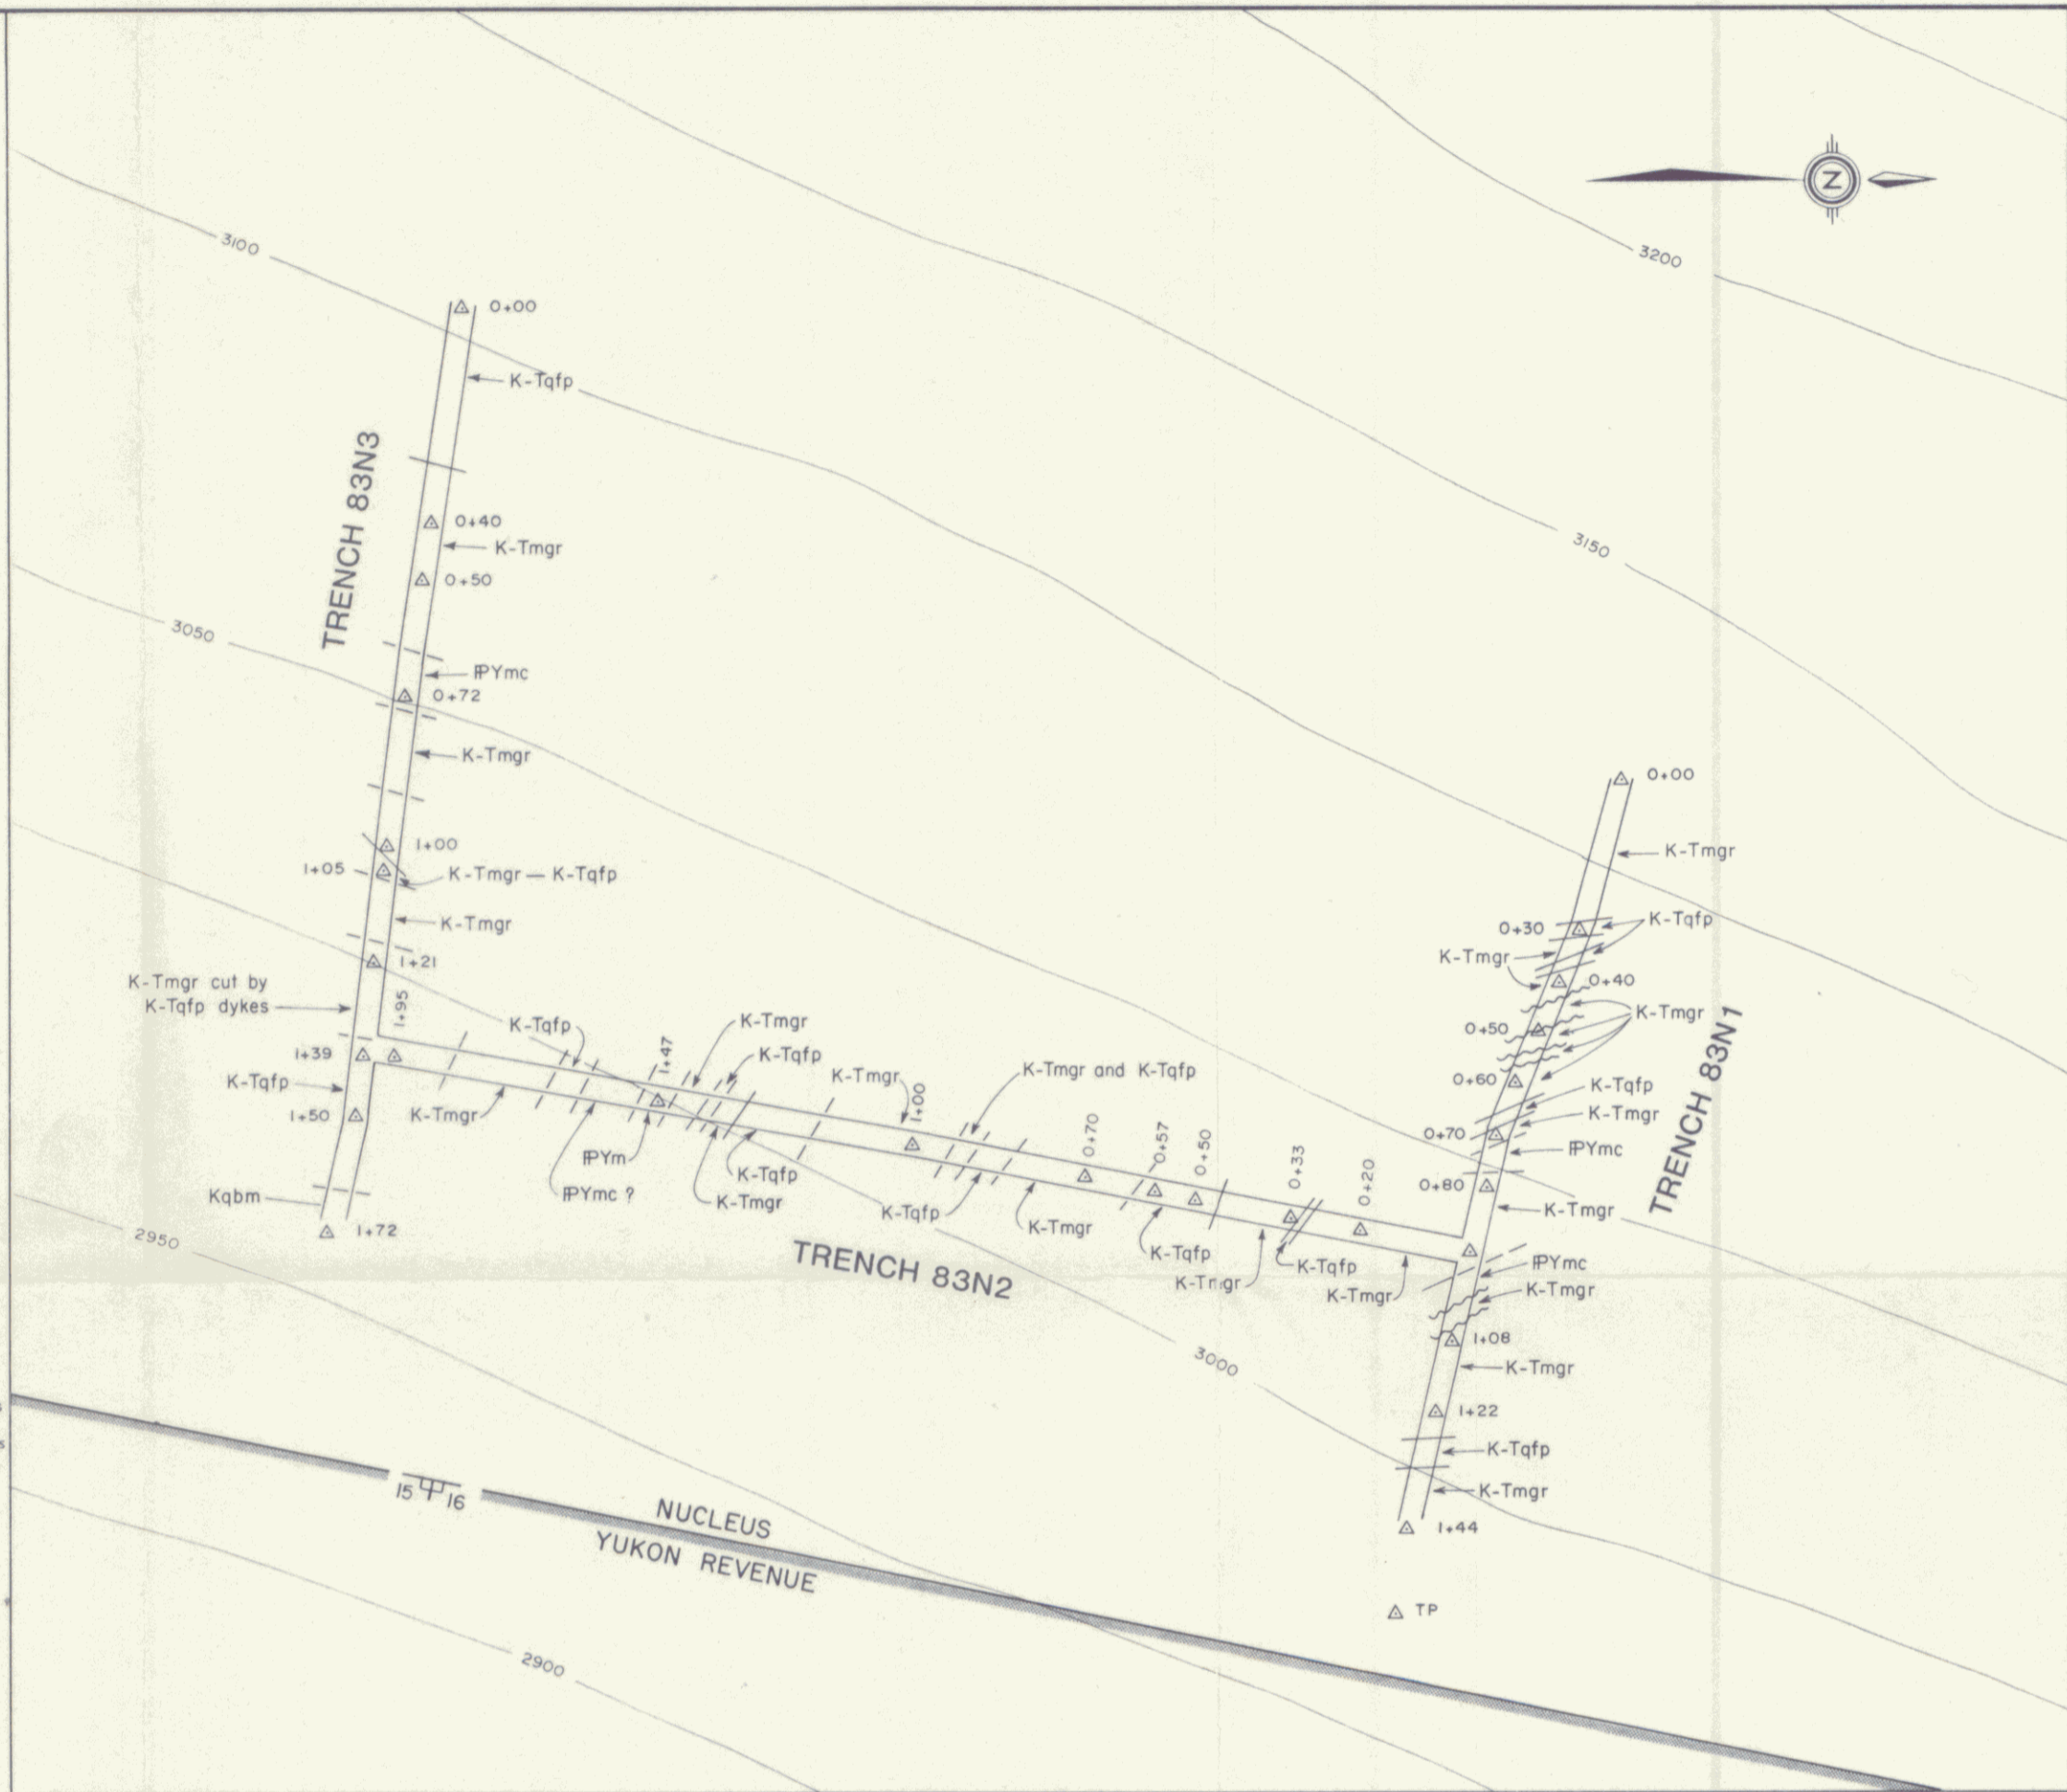 Z
3200
3100
0+00
K-Tqfp
TRENCH 83N3
0+40
K-Tmgr
0+50
3150
3050
PPYmc
0+72
K-Tmgr
0+00
1+00
K-Tmgr
1+05
K-Tmgr — K-Tqfp
K-Tmgr
K-Tqfp
0+30
K-Tmgr
1+21
0+40
K-Tmgr cut by
K-Tqfp dykes
1+95
K-Tmgr
0+50
TRENCH 83N1
K-Tqfp
1+47
K-Tmgr
K-Tqfp
1+39
K-Tmgr
1+00
K-Tmgr and K-Tqfp
0+60
K-Tqfp
K-Tqfp
K-Tmgr
1+50
K-Tmgr
0+70
0+57
0+50
0+70
PPYmc
PPYm
K-Tqfp
0+33
0+20
0+80
Kqbm
PPYmc ?
K-Tmgr
K-Tqfp
K-Tmgr
K-Tmgr
1+72
2950
K-Tqfp
TRENCH 83N2
K-Tmgr
K-Tqfp
K-Tmgr
PPYmc
K-Tmgr
1+08
3000
K-Tmgr
1+22
K-Tqfp
15 16
K-Tmgr
NUCLEUS
YUKON REVENUE
1+44
TP
2900